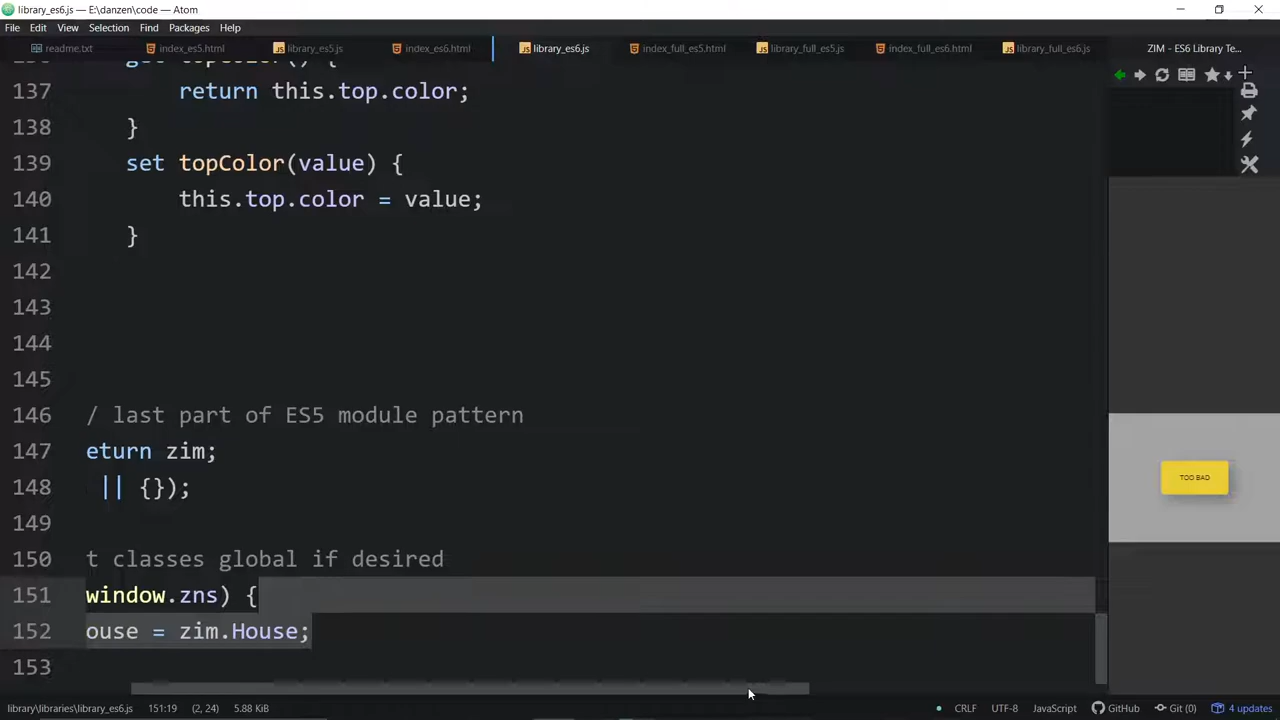 library_es6.js — E:\danzen\code — Atom
File Edit View Selection Find Packages Help
readme.txt index_es5.html library_es5.js index_es6.html library_es6.js index_full_es6.html library_full_es5.js index_full_es6.html library_full_es6.js ZIM - ES6 Library Te...
137 return this.top.color;
138 }
139 set topColor(value) {
140 this.top.color = value;
141 }
142
143
144
145
146 / last part of ES5 module pattern
147 eturn zim;
148 || {});
149
150 t classes global if desired
151 window.zns) {
152 ouse = zim.House;
153
TOO BAD
library\libraries\library_es6.js 151:19 (2, 24) 5.88 KiB CRLF UTF-8 JavaScript GitHub Git (0) 4 updates